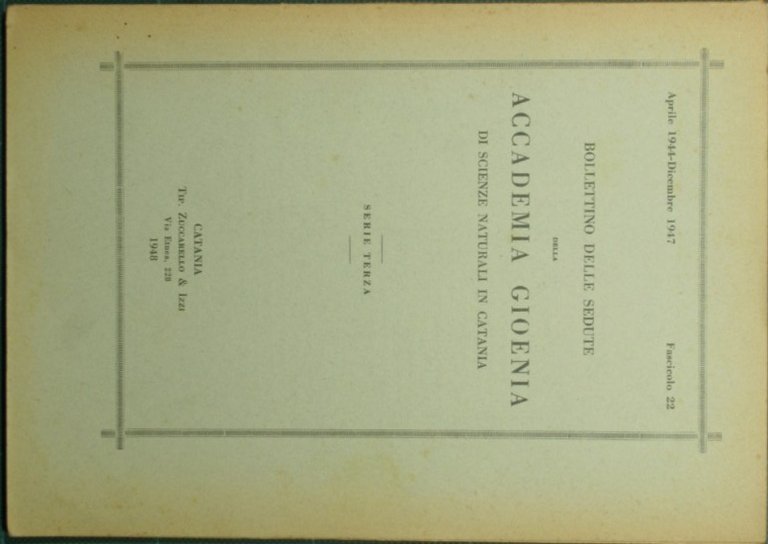 Aprile 1944-Dicembre 1947 Fascicolo 22
BOLLETTINO DELLE SEDUTE
DELLA
ACCADEMIA GIOENIA
DI SCIENZE NATURALI IN CATANIA
SERIE TERZA
CATANIA
Tip. Zuccarello & Izzi
Via Etnea, 220
1948